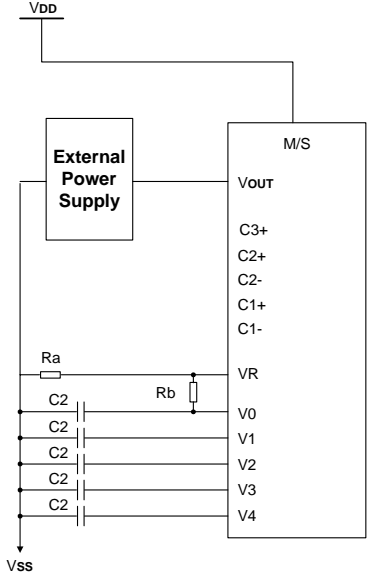 VDD
M/S
External
Power
Supply
VOUT
C3+
C2+
C2-
C1+
C1-
Ra
VR
Rb
C2
V0
C2
V1
C2
V2
C2
V3
C2
V4
VSS